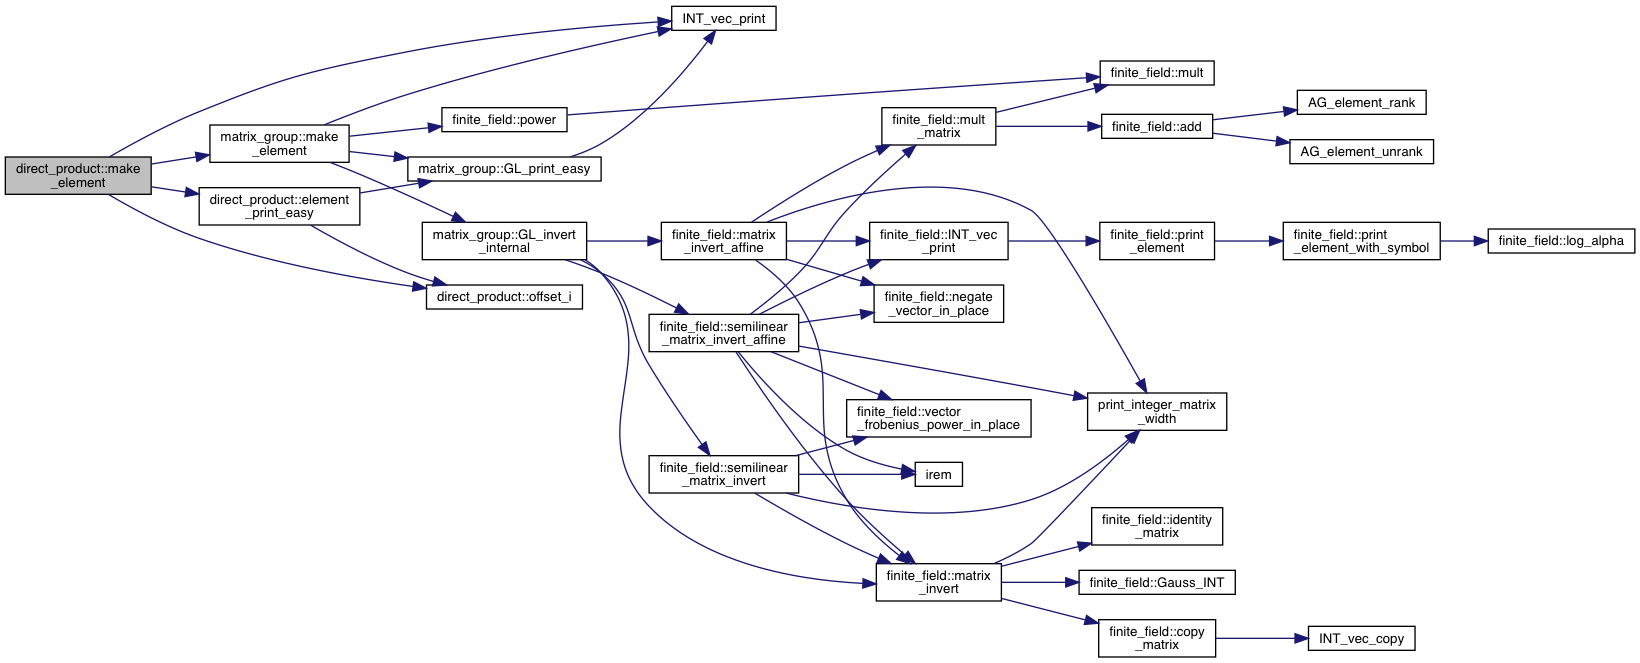 direct_product::make
_element
INT_vec_print
matrix_group::make
_element
direct_product::element
_print_easy
finite_field::power
matrix_group::GL_print_easy
matrix_group::GL_invert
_internal
direct_product::offset_i
finite_field::matrix
_invert_affine
finite_field::semilinear
_matrix_invert_affine
finite_field::semilinear
_matrix_invert
finite_field::mult
_matrix
finite_field::INT_vec
_print
finite_field::negate
_vector_in_place
finite_field::vector
_frobenius_power_in_place
irem
finite_field::matrix
_invert
finite_field::mult
finite_field::add
finite_field::print
_element
print_integer_matrix
_width
finite_field::identity
_matrix
finite_field::Gauss_INT
finite_field::copy
_matrix
AG_element_rank
AG_element_unrank
finite_field::print
_element_with_symbol
INT_vec_copy
finite_field::log_alpha